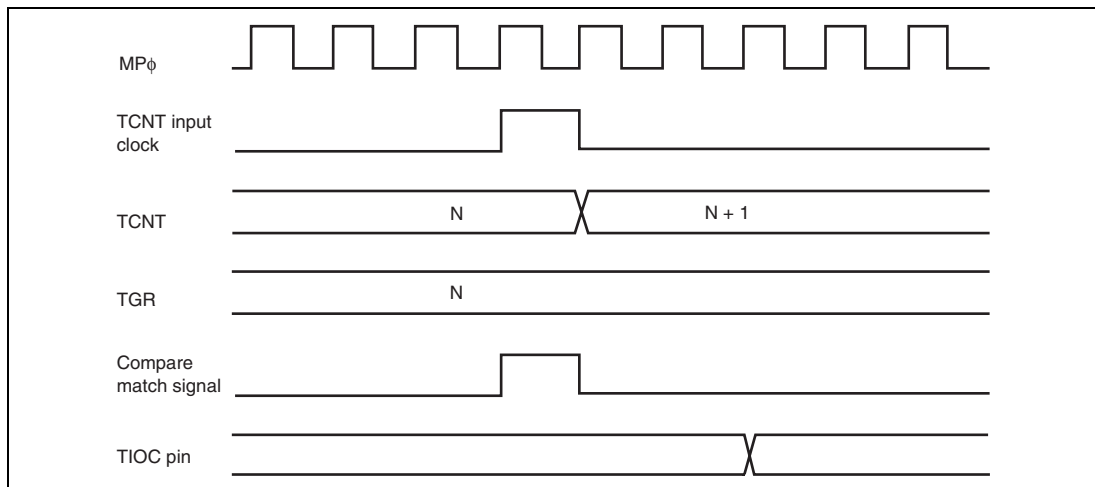 MPφ
TCNT input
clock
TCNT
N
N + 1
TGR
N
Compare
match signal
TIOC pin